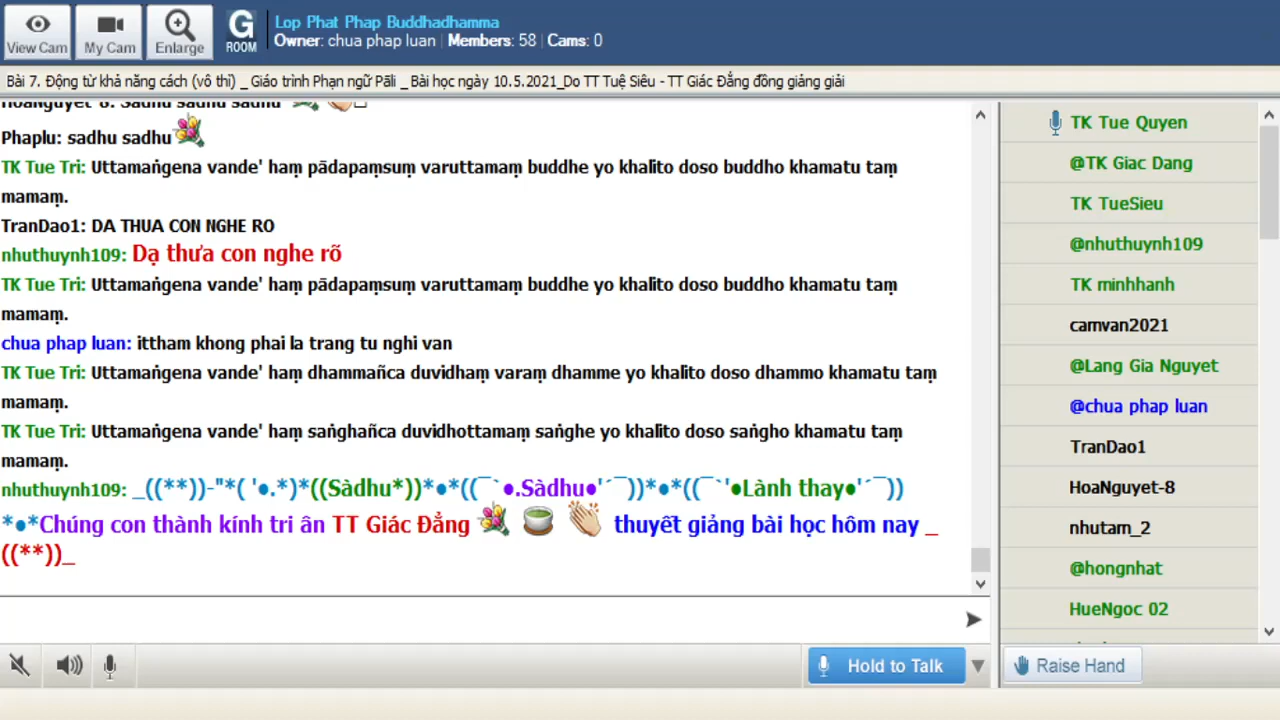 View Cam
My Cam
Enlarge
G
ROOM
Lop Phat Phap Buddhadhamma
Owner: chua phap luan | Members: 58 | Cams: 0
Bài 7. Động từ khả năng cách (vô thì) _ Giáo trình Phạn ngữ Pāli _ Bài học ngày 10.5.2021_Do TT Tuệ Siêu - TT Giác Đẳng đồng giảng giải
HoaNguyet-8: Sadhu sadhu sadhu
Phaplu: sadhu sadhu
TK Tue Tri: Uttamaṅgena vande' haṃ pādapaṃsuṃ varuttamaṃ buddhe yo khalito doso buddho khamatu taṃ
mamaṃ.
TranDao1: DA THUA CON NGHE RO
nhuthuynh109: Dạ thưa con nghe rõ
TK Tue Tri: Uttamaṅgena vande' haṃ pādapaṃsuṃ varuttamaṃ buddhe yo khalito doso buddho khamatu taṃ
mamaṃ.
chua phap luan: ittham khong phai la trang tu nghi van
TK Tue Tri: Uttamaṅgena vande' haṃ dhammañca duvidhaṃ varaṃ dhamme yo khalito doso dhammo khamatu taṃ
mamaṃ.
TK Tue Tri: Uttamaṅgena vande' haṃ saṅghañca duvidhottamaṃ saṅghe yo khalito doso saṅgho khamatu taṃ
mamaṃ.
nhuthuynh109: _((**))-"*( '●.*)*((Sàdhu*))*●*((¯`●.Sàdhu●'´¯))*●*((¯`'●Lành thay●'´¯))
*●*Chúng con thành kính tri ân TT Giác Đẳng thuyết giảng bài học hôm nay _
((**))_
TK Tue Quyen
@TK Giac Dang
TK TueSieu
@nhuthuynh109
TK minhhanh
camvan2021
@Lang Gia Nguyet
@chua phap luan
TranDao1
HoaNguyet-8
nhutam_2
@hongnhat
HueNgoc 02
Hold to Talk
Raise Hand